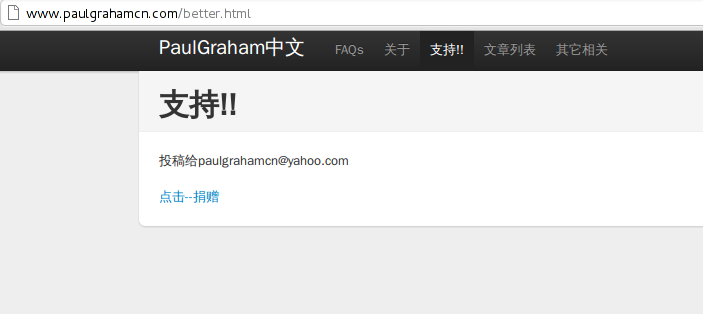 www.paulgrahamcn.com/better.html
PaulGraham中文 FAQs 关于 支持!! 文章列表 其它相关
支持!!
投稿给paulgrahamcn@yahoo.com
点击--捐赠